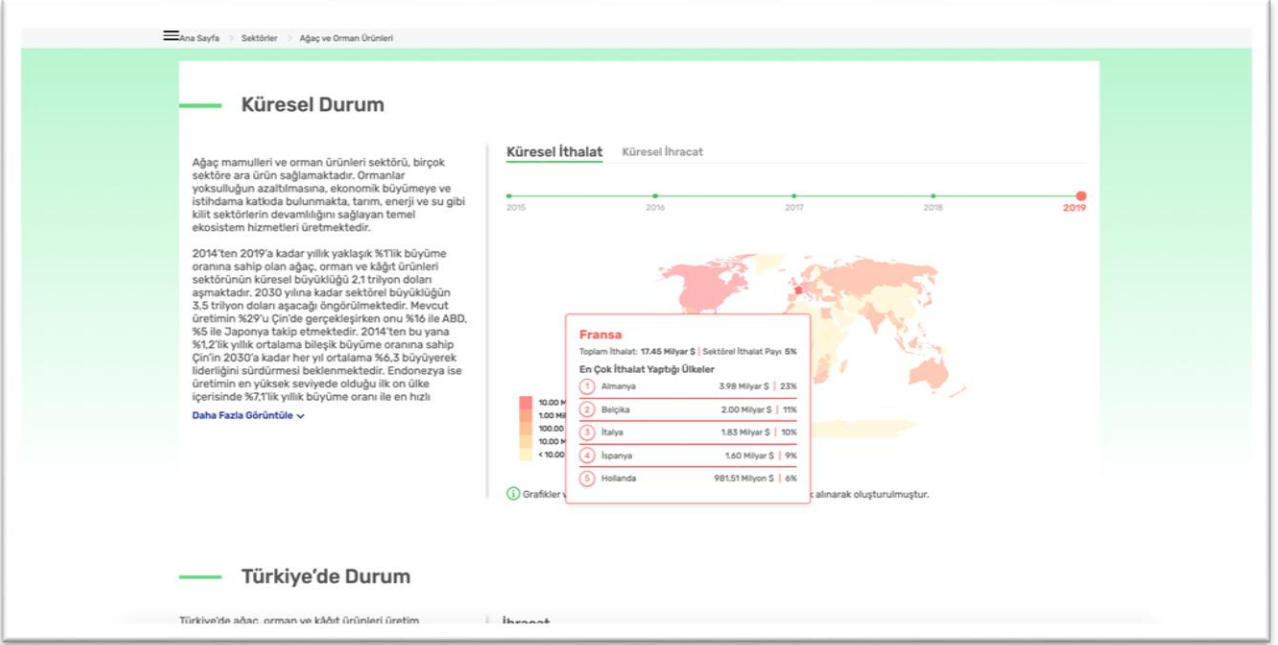 Ana Sayfa > Sektörler > Ağaç ve Orman Ürünleri
Küresel Durum
Ağaç mamulleri ve orman ürünleri sektörü, birçok
sektöre ara ürün sağlamaktadır. Ormanlar
yoksulluğun azaltılmasına, ekonomik büyümeye ve
istihdama katkıda bulunmakta, tarım, enerji ve su gibi
kilit sektörlerin devamlılığını sağlayan temel
ekosistem hizmetleri üretmektedir.
2014'ten 2019'a kadar yıllık yaklaşık %1'lik büyüme
oranına sahip olan ağaç, orman ve kâğıt ürünleri
sektörünün küresel büyüklüğü 2,1 trilyon doları
aşmaktadır. 2030 yılına kadar sektörel büyüklüğün
3,5 trilyon doları aşacağı öngörülmektedir. Mevcut
üretimin %29'u Çin'de gerçekleşirken onu %16 ile ABD,
%5 ile Japonya takip etmektedir. 2014'ten bu yana
%1,2'lik yıllık ortalama bileşik büyüme oranına sahip
Çin'in 2030'a kadar her yıl ortalama %6,3 büyüyerek
liderliğini sürdürmesi beklenmektedir. Endonezya ise
üretimin en yüksek seviyede olduğu ilk on ülke
içerisinde %7,1'lik yıllık büyüme oranı ile en hızlı
Daha Fazla Görüntüle
Küresel İthalat Küresel İhracat
2015 2016 2017 2018 2019
Fransa
Toplam İthalat: 17.45 Milyar $ | Sektörel İthalat Payı 5%
En Çok İthalat Yaptığı Ülkeler
1 Almanya 3.98 Milyar $ | 23%
2 Belçika 2.00 Milyar $ | 11%
3 İtalya 1.83 Milyar $ | 10%
4 İspanya 1.60 Milyar $ | 9%
5 Hollanda 981.51 Milyon $ | 6%
10.00 M
1.00 Mi
100.00
10.00 M
< 10.00
Grafikler alınarak oluşturulmuştur.
Türkiye'de Durum
Türkiye'de ağaç, orman ve kâğıt ürünleri üretim
İhracat